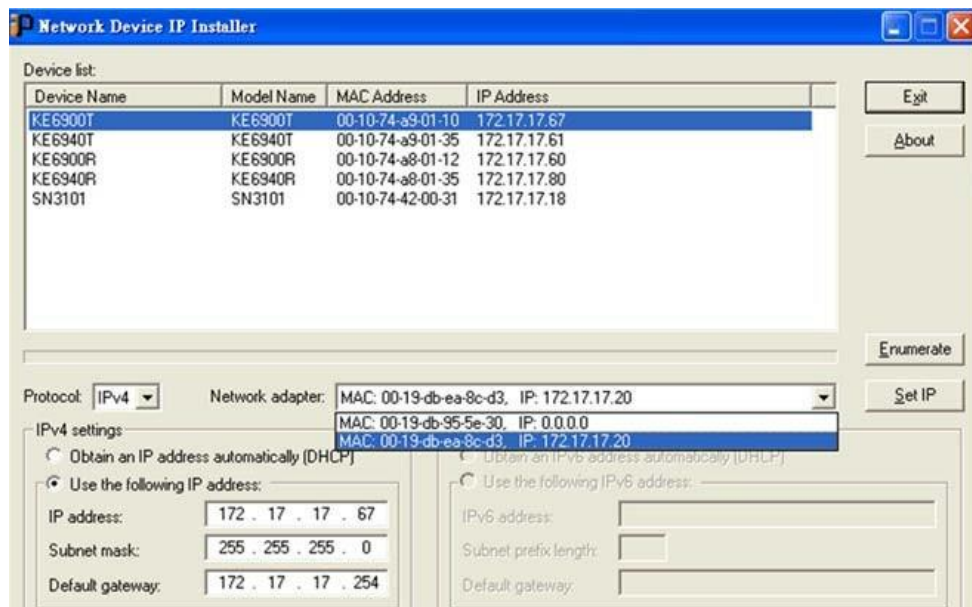 Network Device IP Installer
Device list:
Device Name Model Name MAC Address IP Address
KE6900T KE6900T 00-10-74-a9-01-10 172.17.17.67
KE6940T KE6940T 00-10-74-a9-01-35 172.17.17.61
KE6900R KE6900R 00-10-74-a8-01-12 172.17.17.60
KE6940R KE6940R 00-10-74-a8-01-35 172.17.17.80
SN3101 SN3101 00-10-74-42-00-31 172.17.17.18
Exit
About
Enumerate
Protocol: IPv4 Network adapter: MAC: 00-19-db-ea-8c-d3, IP: 172.17.17.20 Set IP
MAC: 00-19-db-95-5e-30, IP: 0.0.0.0
MAC: 00-19-db-ea-8c-d3, IP: 172.17.17.20
IPv4 settings
Obtain an IP address automatically (DHCP)
Obtain an IPv6 address automatically (DHCP)
Use the following IP address:
Use the following IPv6 address:
IP address: 172 . 17 . 17 . 67
IPv6 address:
Subnet mask: 255 . 255 . 255 . 0
Subnet prefix length:
Default gateway: 172 . 17 . 17 . 254
Default gateway: